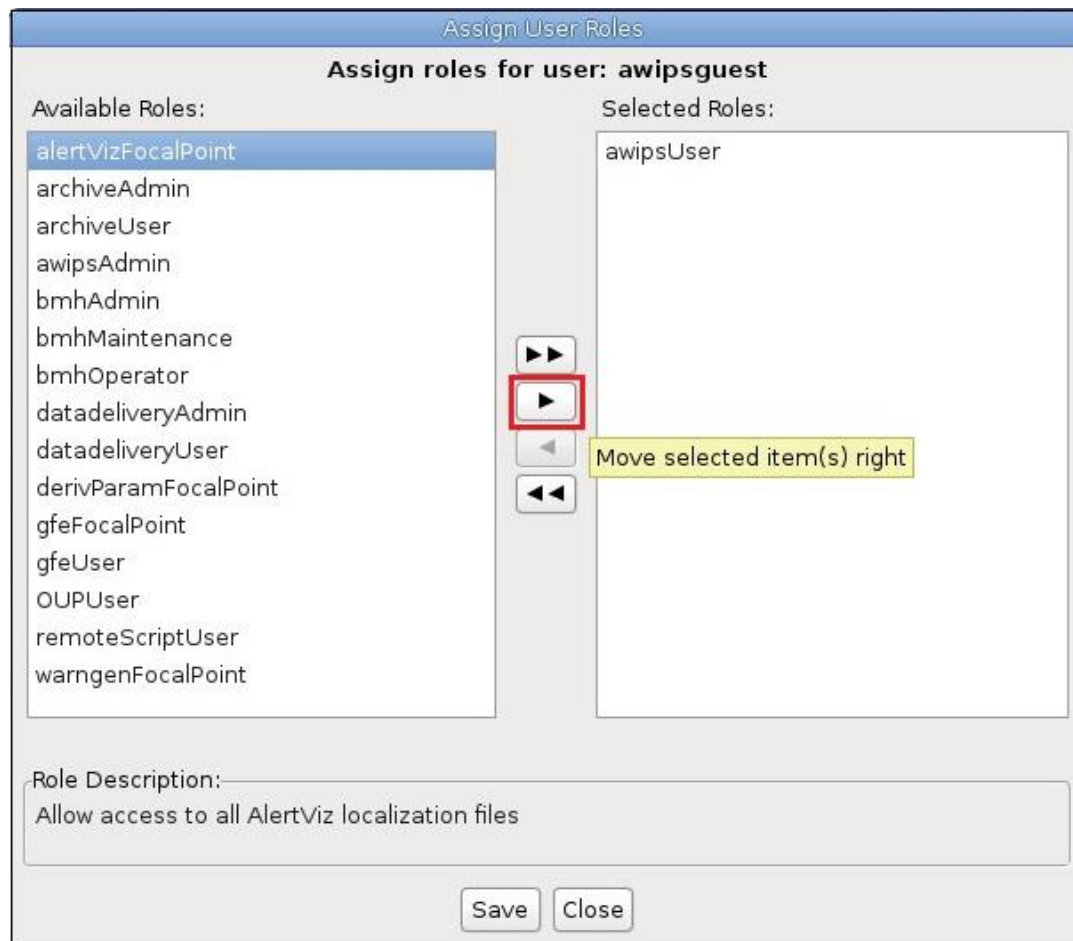 Assign User Roles
Assign roles for user: awipsguest
Available Roles:
alertVizFocalPoint
archiveAdmin
archiveUser
awipsAdmin
bmhAdmin
bmhMaintenance
bmhOperator
datadeliveryAdmin
datadeliveryUser
derivParamFocalPoint
gfeFocalPoint
gfeUser
OUPUser
remoteScriptUser
warngenFocalPoint
Selected Roles:
awipsUser
Move selected item(s) right
Role Description:
Allow access to all AlertViz localization files
Save Close